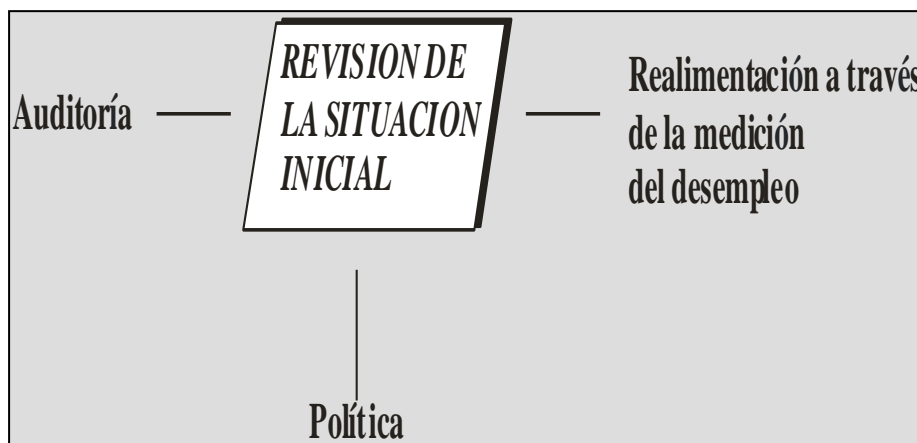 Auditoría
REVISION DE
LA SITUACION
INICIAL
Realimentación a través
de la medición
del desempleo
Política